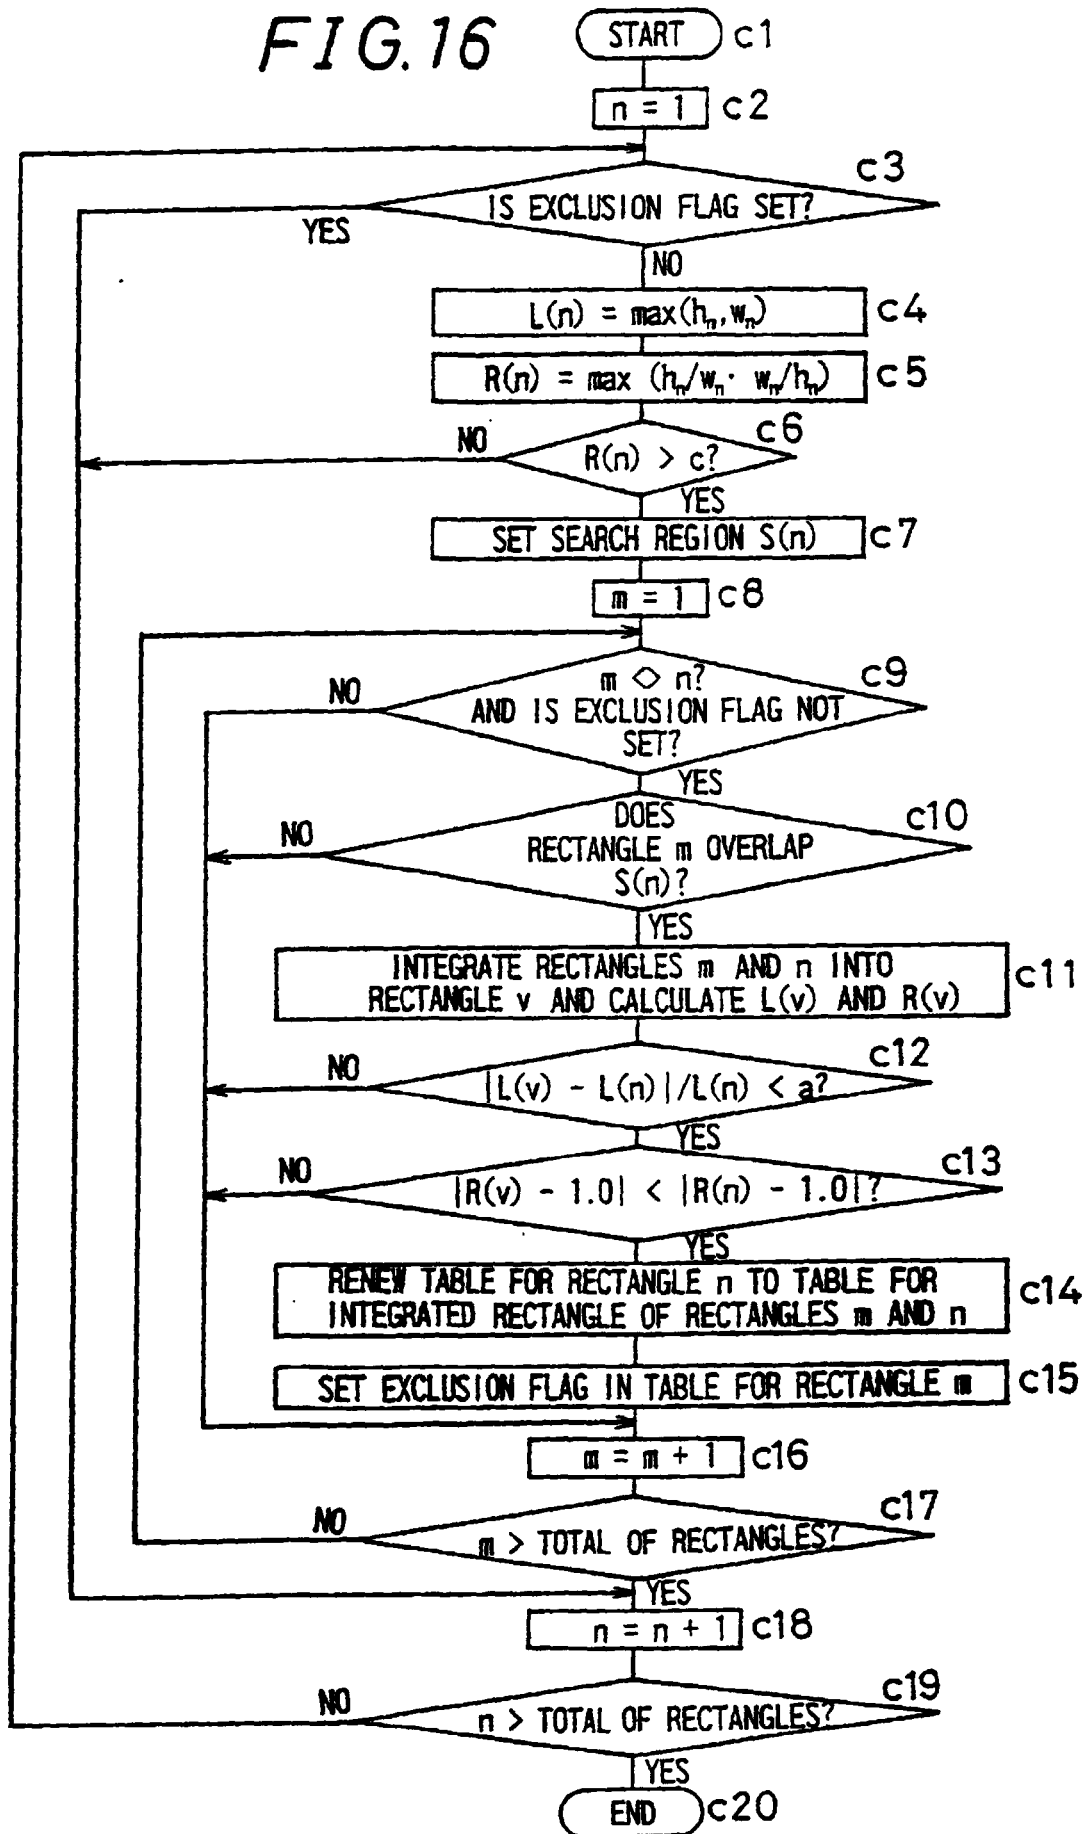 FIG. 16
START c1
n = 1 c2
c3
IS EXCLUSION FLAG SET?
YES
NO
L(n) = max(hn, wn) c4
R(n) = max (hn/wn · wn/hn) c5
c6
NO
R(n) > c?
YES
SET SEARCH REGION S(n) c7
m = 1 c8
c9
NO
m ◇ n?
AND IS EXCLUSION FLAG NOT
SET?
YES
c10
NO
DOES
RECTANGLE m OVERLAP
S(n)?
YES
INTEGRATE RECTANGLES m AND n INTO
RECTANGLE v AND CALCULATE L(v) AND R(v)
c11
c12
NO
|L(v) - L(n)|/L(n) < a?
YES
c13
NO
|R(v) - 1.0| < |R(n) - 1.0|?
YES
RENEW TABLE FOR RECTANGLE n TO TABLE FOR
INTEGRATED RECTANGLE OF RECTANGLES m AND n
c14
SET EXCLUSION FLAG IN TABLE FOR RECTANGLE m c15
m = m + 1 c16
c17
NO
m > TOTAL OF RECTANGLES?
YES
n = n + 1 c18
c19
NO
n > TOTAL OF RECTANGLES?
YES
END c20